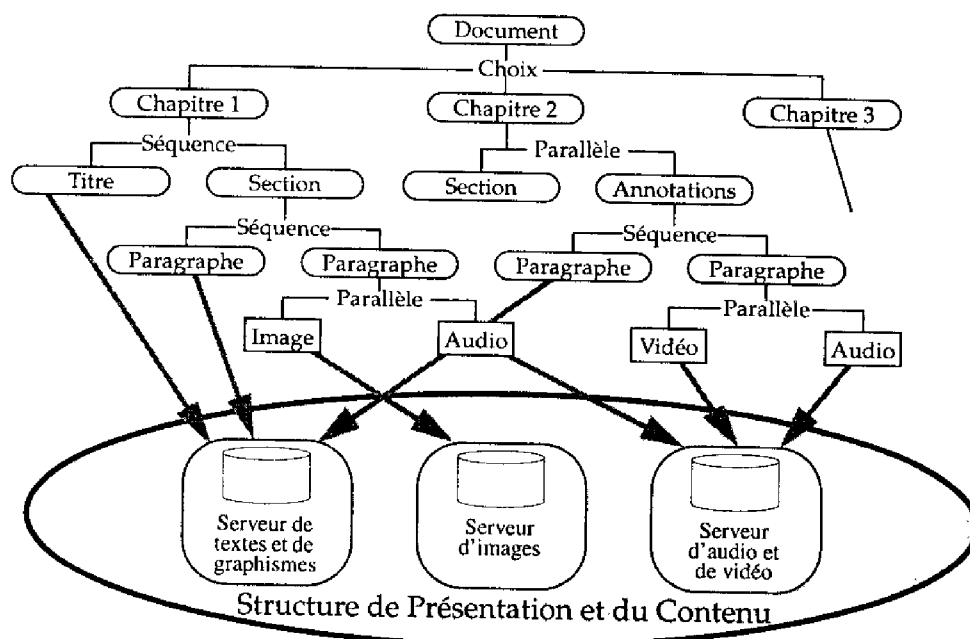 Document
Choix
Chapitre 1
Chapitre 2
Chapitre 3
Séquence
Parallèle
Titre
Section
Section
Annotations
Séquence
Séquence
Paragraphe
Paragraphe
Paragraphe
Paragraphe
Parallèle
Parallèle
Image
Audio
Vidéo
Audio
Serveur de
textes et de
graphismes
Serveur
d'images
Serveur
d'audio et
de vidéo
Structure de Présentation et du Contenu